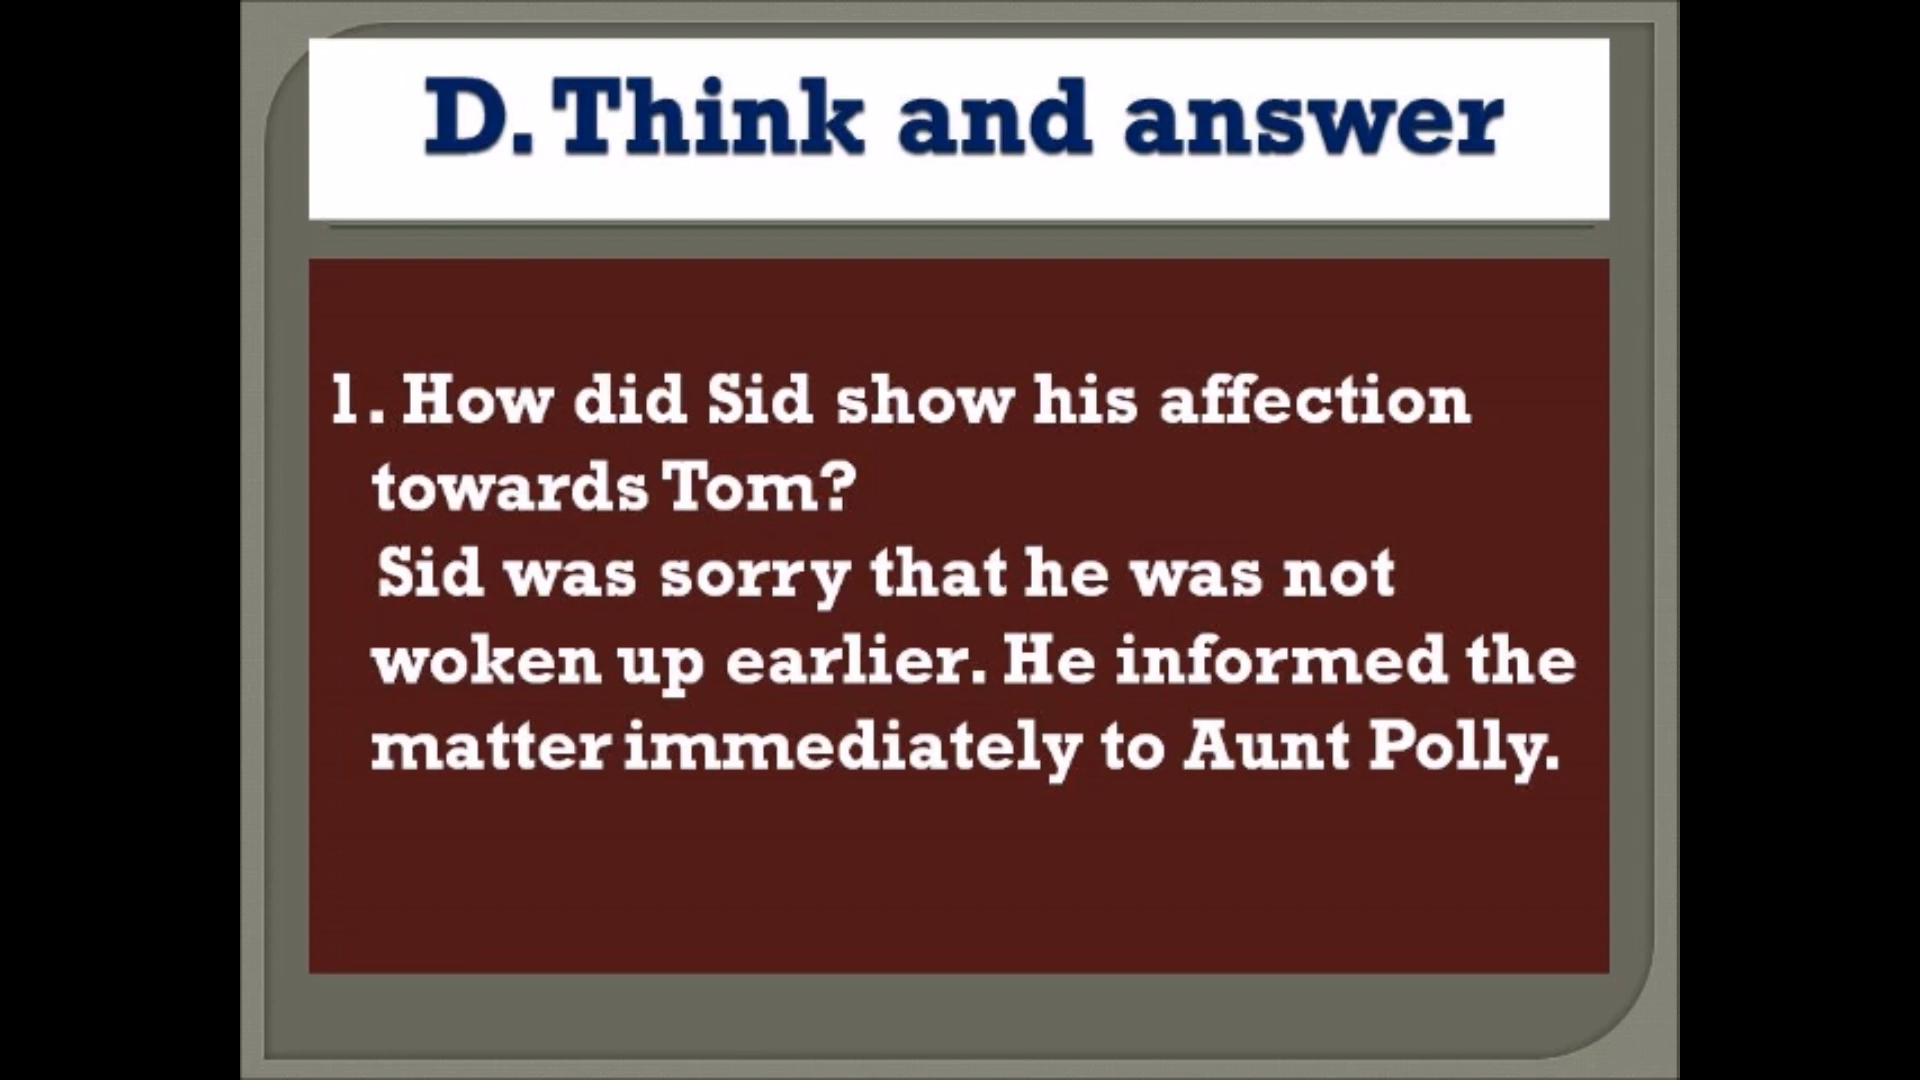 D. Think and answer
1. How did Sid show his affection
towards Tom?
Sid was sorry that he was not
woken up earlier. He informed the
matter immediately to Aunt Polly.